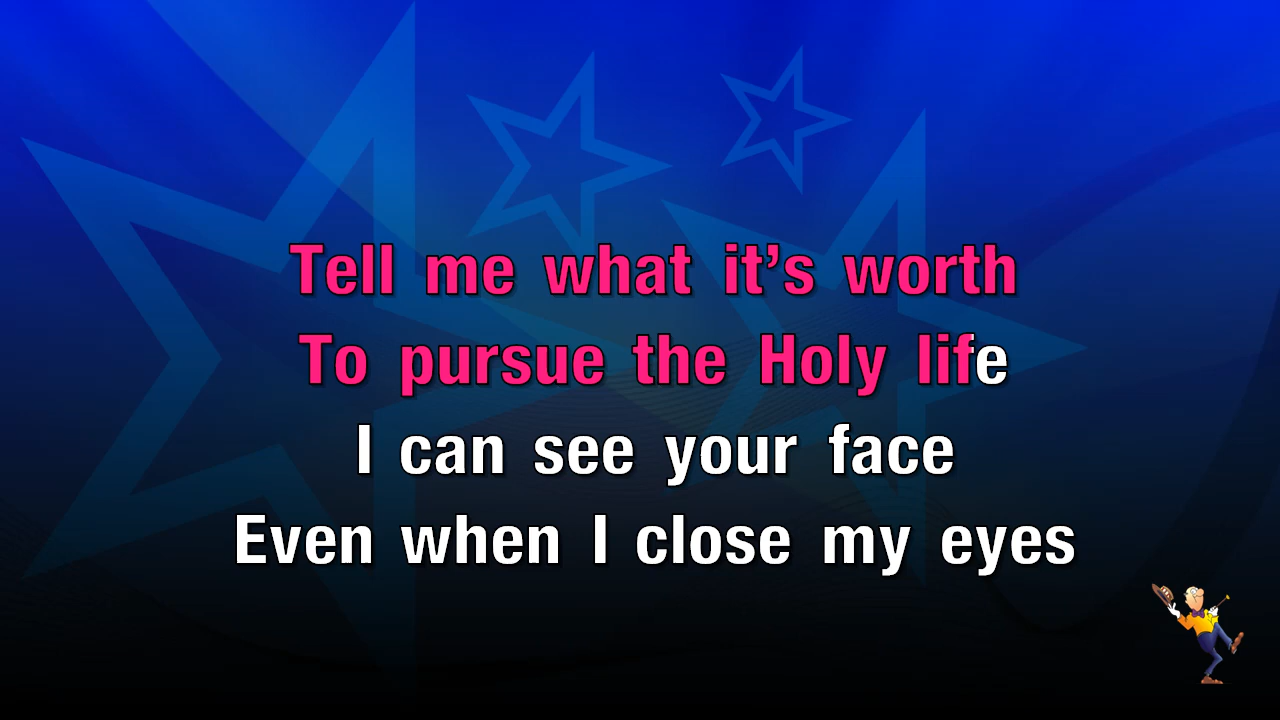 Tell me what it’s worth
To pursue the Holy life
I can see your face
Even when I close my eyes